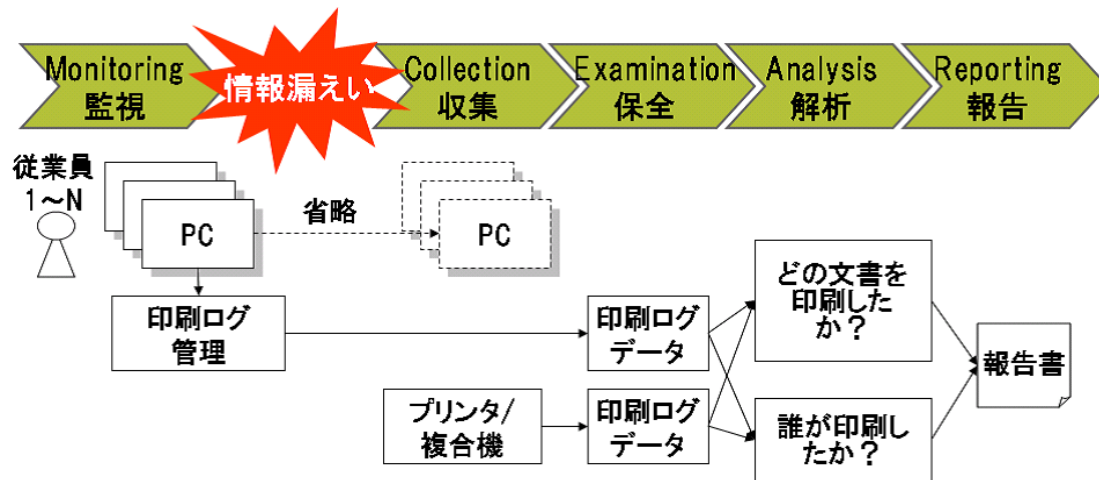 Monitoring
監視
情報漏えい
Collection
収集
Examination
保全
Analysis
解析
Reporting
報告
従業員
1～N
PC
省略
PC
印刷ログ
管理
印刷ログ
データ
どの文書を
印刷した
か？
報告書
プリンタ/
複合機
印刷ログ
データ
誰が印刷し
たか？